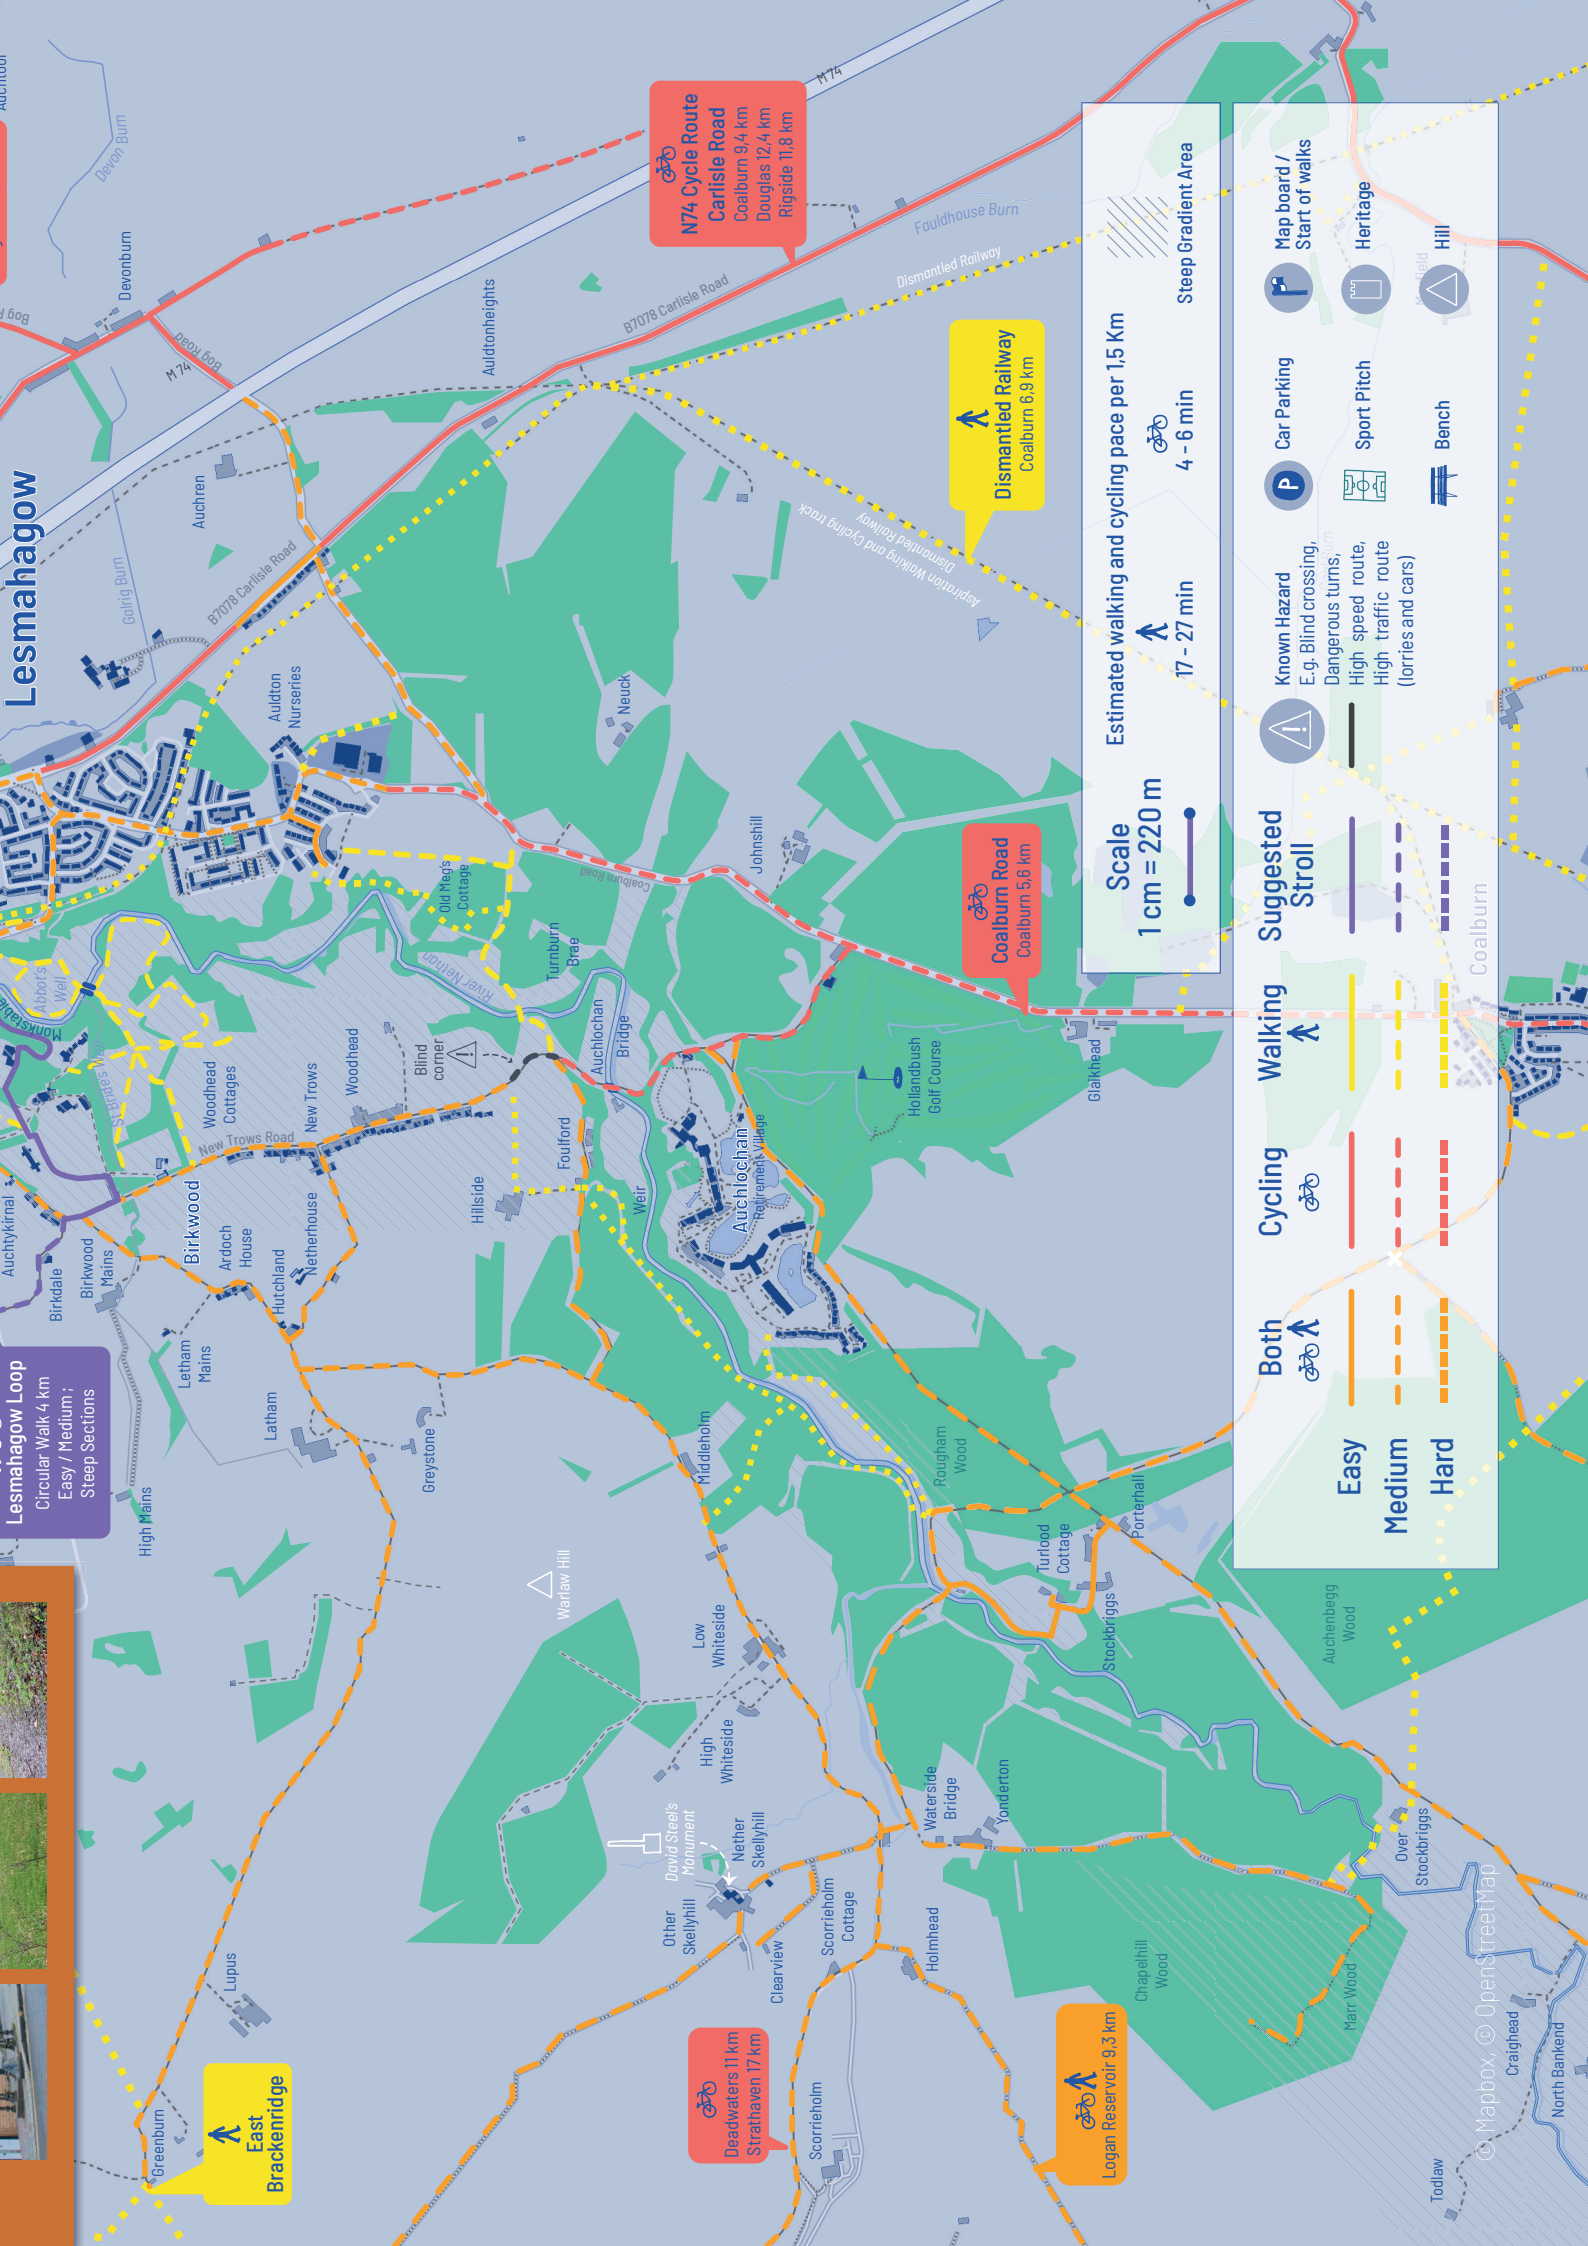 Lesmahagow
Devon Burn
Devonburn
Bog Road
M 74
M 74
N74 Cycle Route
Carlisle Road
Coalburn 9,4 km
Douglas 12,4 km
Rigside 11,8 km
Auldtonheights
B7078 Carlisle Road
Fauldhouse Burn
Dismantled Railway
Auchren
Galrig Burn
B7078 Carlisle Road
Dismantled Railway
Coalburn 6,9 km
Aspiration Walking and Cycling track
Dismantled Railway
Auldton
Nurseries
Neuck
Old Megs
Cottage
Johnshill
Coalburn Road
Turnburn
Brae
River Nethan
Abbot's
Well
Monkstable
St Brides Well
Coalburn Road
Coalburn 5,6 km
Auchlochan
Bridge
Blind
corner
Woodhead
Woodhead
Cottages
New Trows
New Trows Road
Foulford
Hollandbush
Golf Course
Glaikhead
Auchlochan
Retirement Village
Weir
Hillside
Auchtykirnal
Birkwood
Birkdale
Birkwood
Mains
Ardoch
House
Hutchland
Netherhouse
Letham
Mains
Lesmahagow Loop
Circular Walk 4 km
Easy / Medium ;
Steep Sections
Latham
Greystone
High Mains
Middleholm
Rougham
Wood
Porterhall
Turlood
Cottage
Stockbriggs
Warlaw Hill
Low
Whiteside
High
Whiteside
Auchenbegg
Wood
David Steel's
Monument
Nether
Skellyhill
Waterside
Bridge
Yonderton
Over
Stockbriggs
Other
Skellyhill
Clearview
Scorrieholm
Cottage
Holmhead
Chapelhill
Wood
Marr Wood
Lupus
Greenburn
East
Brackenridge
Deadwaters 11 km
Strathaven 17 km
Scorrieholm
Logan Reservoir 9,3 km
Craighead
North Bankend
Todlaw
© Mapbox, © OpenStreetMap
Coalburn
Scale
1 cm = 220 m
Estimated walking and cycling pace per 1,5 Km
17 - 27 min
4 - 6 min
Steep Gradient Area
Both
Cycling
Walking
Suggested
Stroll
Easy
Medium
Hard
Known Hazard
E.g. Blind crossing,
Dangerous turns,
High speed route,
High traffic route
(lorries and cars)
P
Car Parking
Sport Pitch
Bench
Map board /
Start of walks
Heritage
Hill